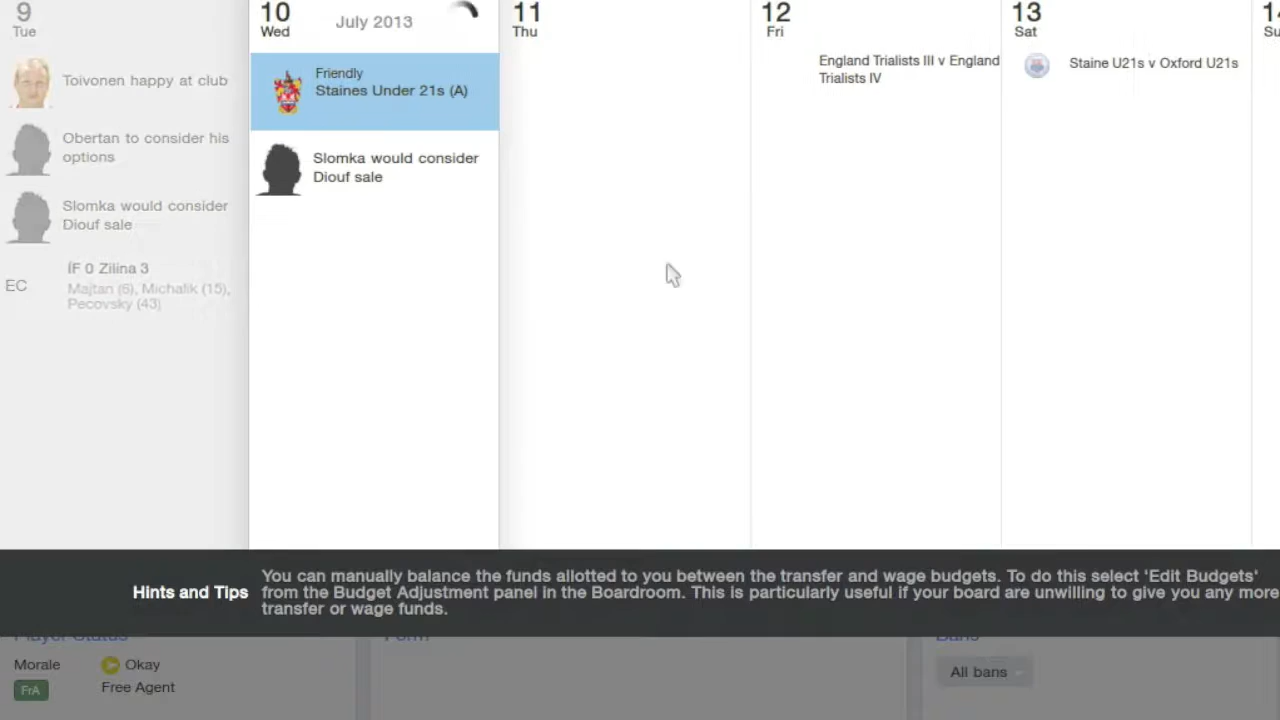 9
Tue
Toivonen happy at club
Obertan to consider his
options
Slomka would consider
Diouf sale
EC
ÍF 0 Zilina 3
Majtan (6), Michalik (15),
Pecovsky (43)
10
Wed
July 2013
Friendly
Staines Under 21s (A)
Slomka would consider
Diouf sale
11
Thu
12
Fri
England Trialists III v England
Trialists IV
13
Sat
Staine U21s v Oxford U21s
Hints and Tips
You can manually balance the funds allotted to you between the transfer and wage budgets. To do this select 'Edit Budgets'
from the Budget Adjustment panel in the Boardroom. This is particularly useful if your board are unwilling to give you any more
transfer or wage funds.
Player Status
Form
Bans
Morale
Okay
FrA
Free Agent
All bans